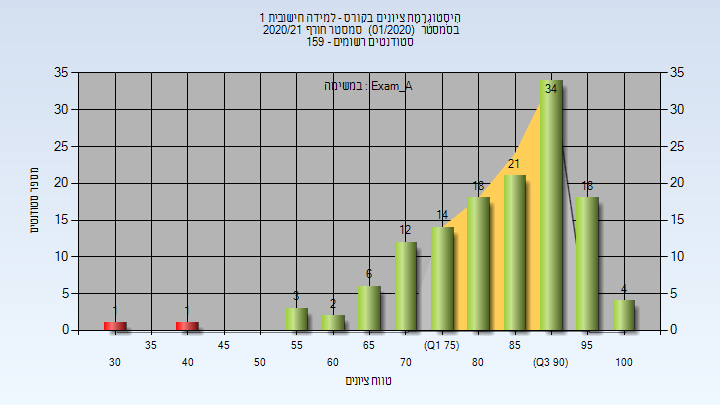 היסטוגרמת ציונים בקורס - למידה חישובית 1
בסמסטר (01/2020) סמסטר חורף 2020/21
סטודנטים רשומים - 159
במשימה : Exam_A
מספר סטודנטים
35 35
30 30
25 25
20 20
15 15
10 10
5 5
0 0
1 1 3 2 6 12 14 18 21 34 18 4
35 45 55 65 (Q1 75) 85 95
30 40 50 60 70 80 (Q3 90) 100
טווח ציונים